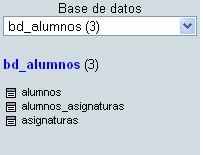 Base de datos
bd_alumnos (3)
bd_alumnos (3)
alumnos
alumnos_asignaturas
asignaturas